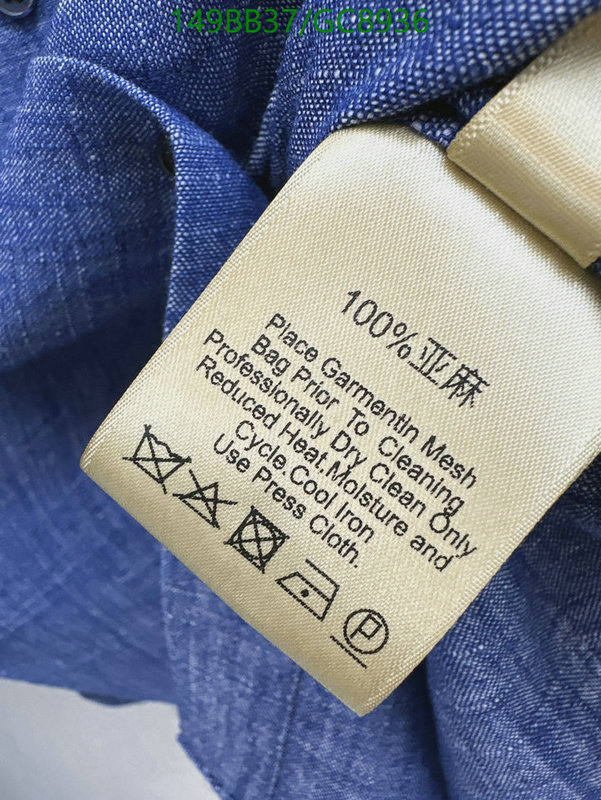 149BB37/GC8936
100%亚麻
Place Garmentin Mesh
Bag Prior To Cleaning
Professionally Dry Clean Only
Reduced Heat.Molsture and
Cycle.Cool Iron
Use Press Cloth.
P